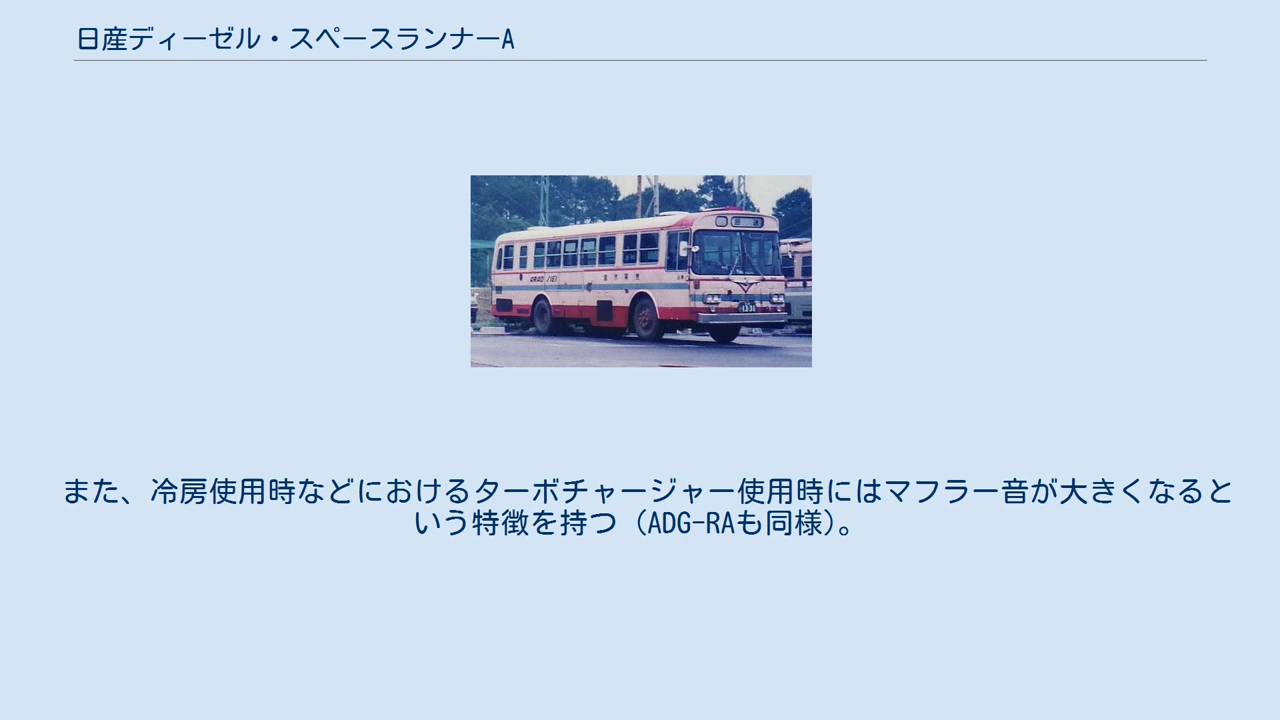 日産ディーゼル・スペースランナーA
また、冷房使用時などにおけるターボチャージャー使用時にはマフラー音が大きくなると
いう特徴を持つ（ADG-RAも同様）。